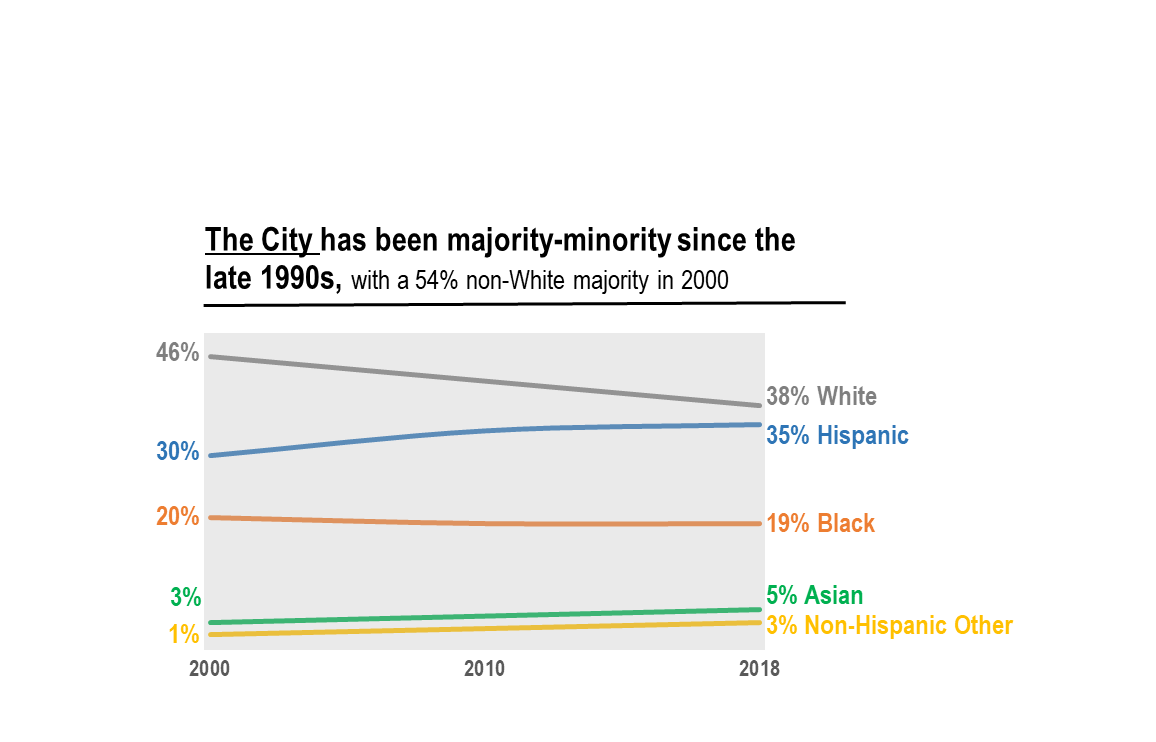 The City has been majority-minority since the
late 1990s, with a 54% non-White majority in 2000
46%
38% White
35% Hispanic
30%
20%
19% Black
3%
5% Asian
1%
3% Non-Hispanic Other
2000 2010 2018